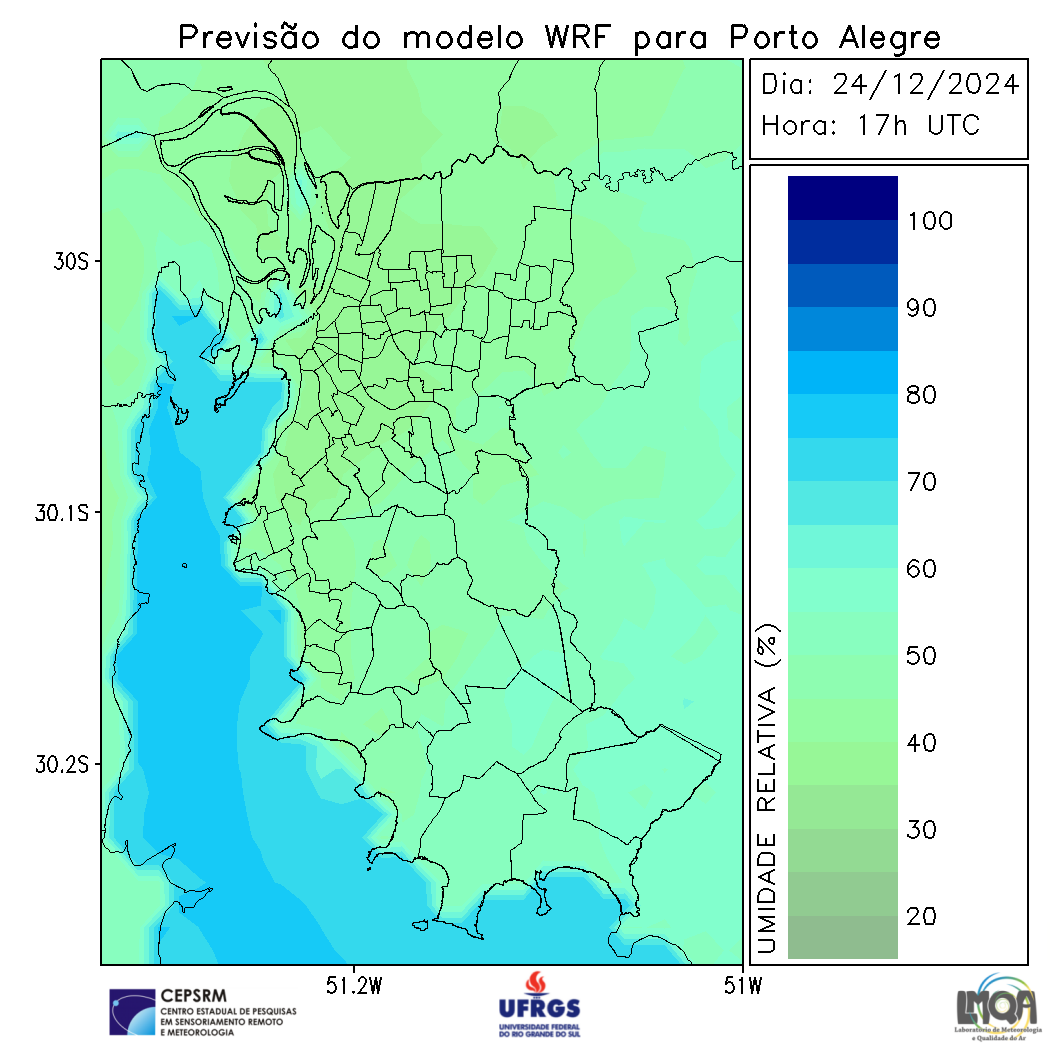 Previsão do modelo WRF para Porto Alegre
Dia: 24/12/2024
Hora: 17h UTC
100
90
80
70
60
50
40
30
20
UMIDADE RELATIVA (%)
30S
30.1S
30.2S
51.2W
51W
CEPSRM
CENTRO ESTADUAL DE PESQUISAS
EM SENSORIAMENTO REMOTO
E METEOROLOGIA
UFRGS
UNIVERSIDADE FEDERAL
DO RIO GRANDE DO SUL
LMQA
Laboratório de Meteorologia
e Qualidade do Ar